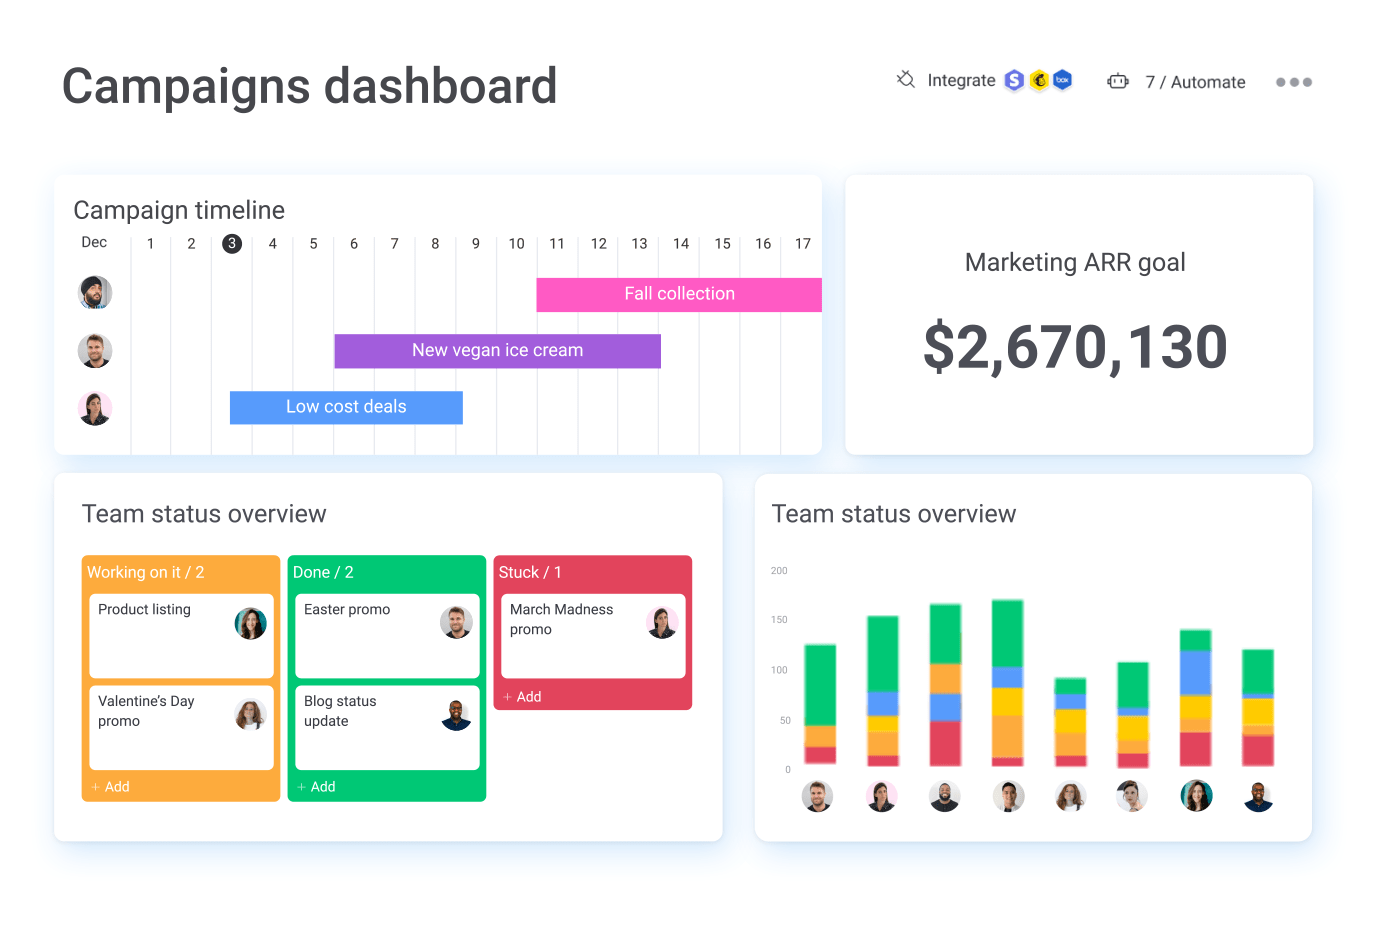 Campaigns dashboard
Integrate S box 7 / Automate
Campaign timeline
Dec 1 2 3 4 5 6 7 8 9 10 11 12 13 14 15 16 17
Fall collection
New vegan ice cream
Low cost deals
Marketing ARR goal
$2,670,130
Team status overview
Working on it / 2
Product listing
Valentine’s Day
promo
+ Add
Done / 2
Easter promo
Blog status
update
+ Add
Stuck / 1
March Madness
promo
+ Add
Team status overview
200
150
100
50
0